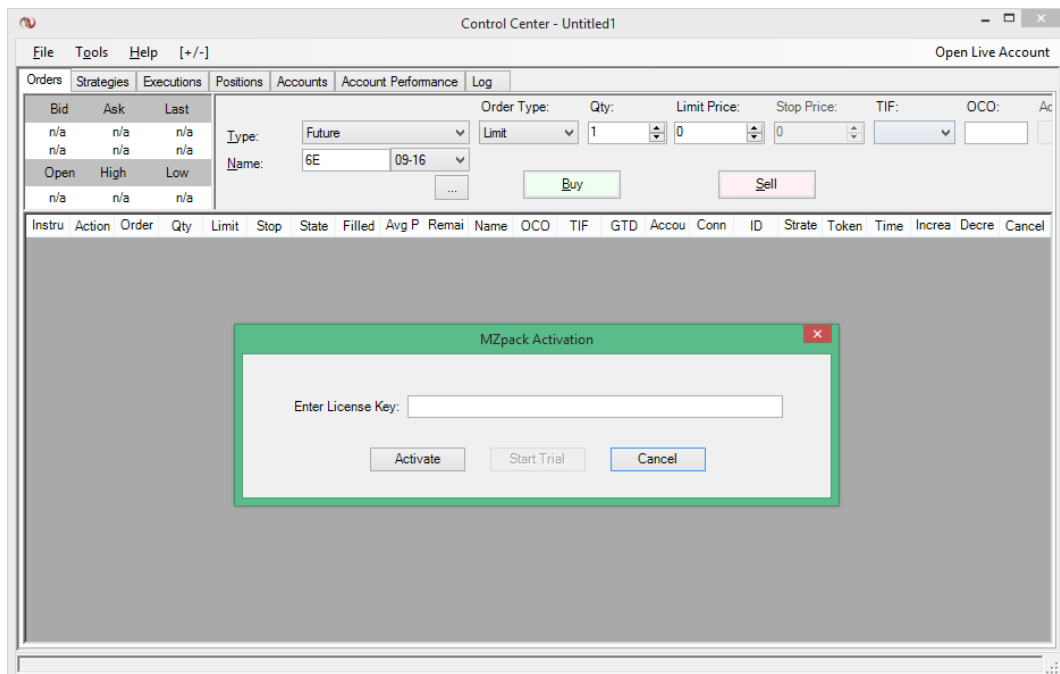 Control Center - Untitled1
File Tools Help [+/-] Open Live Account
Orders Strategies Executions Positions Accounts Account Performance Log
Bid Ask Last Order Type: Qty: Limit Price: Stop Price: TIF: OCO: Ac
n/a n/a n/a Type: Future Limit 1 0 0
n/a n/a n/a
Name: 6E 09-16
Open High Low
... Buy Sell
n/a n/a n/a
Instru Action Order Qty Limit Stop State Filled Avg P Remai Name OCO TIF GTD Accou Conn ID Strate Token Time Increa Decre Cancel
MZpack Activation
Enter License Key:
Activate Start Trial Cancel